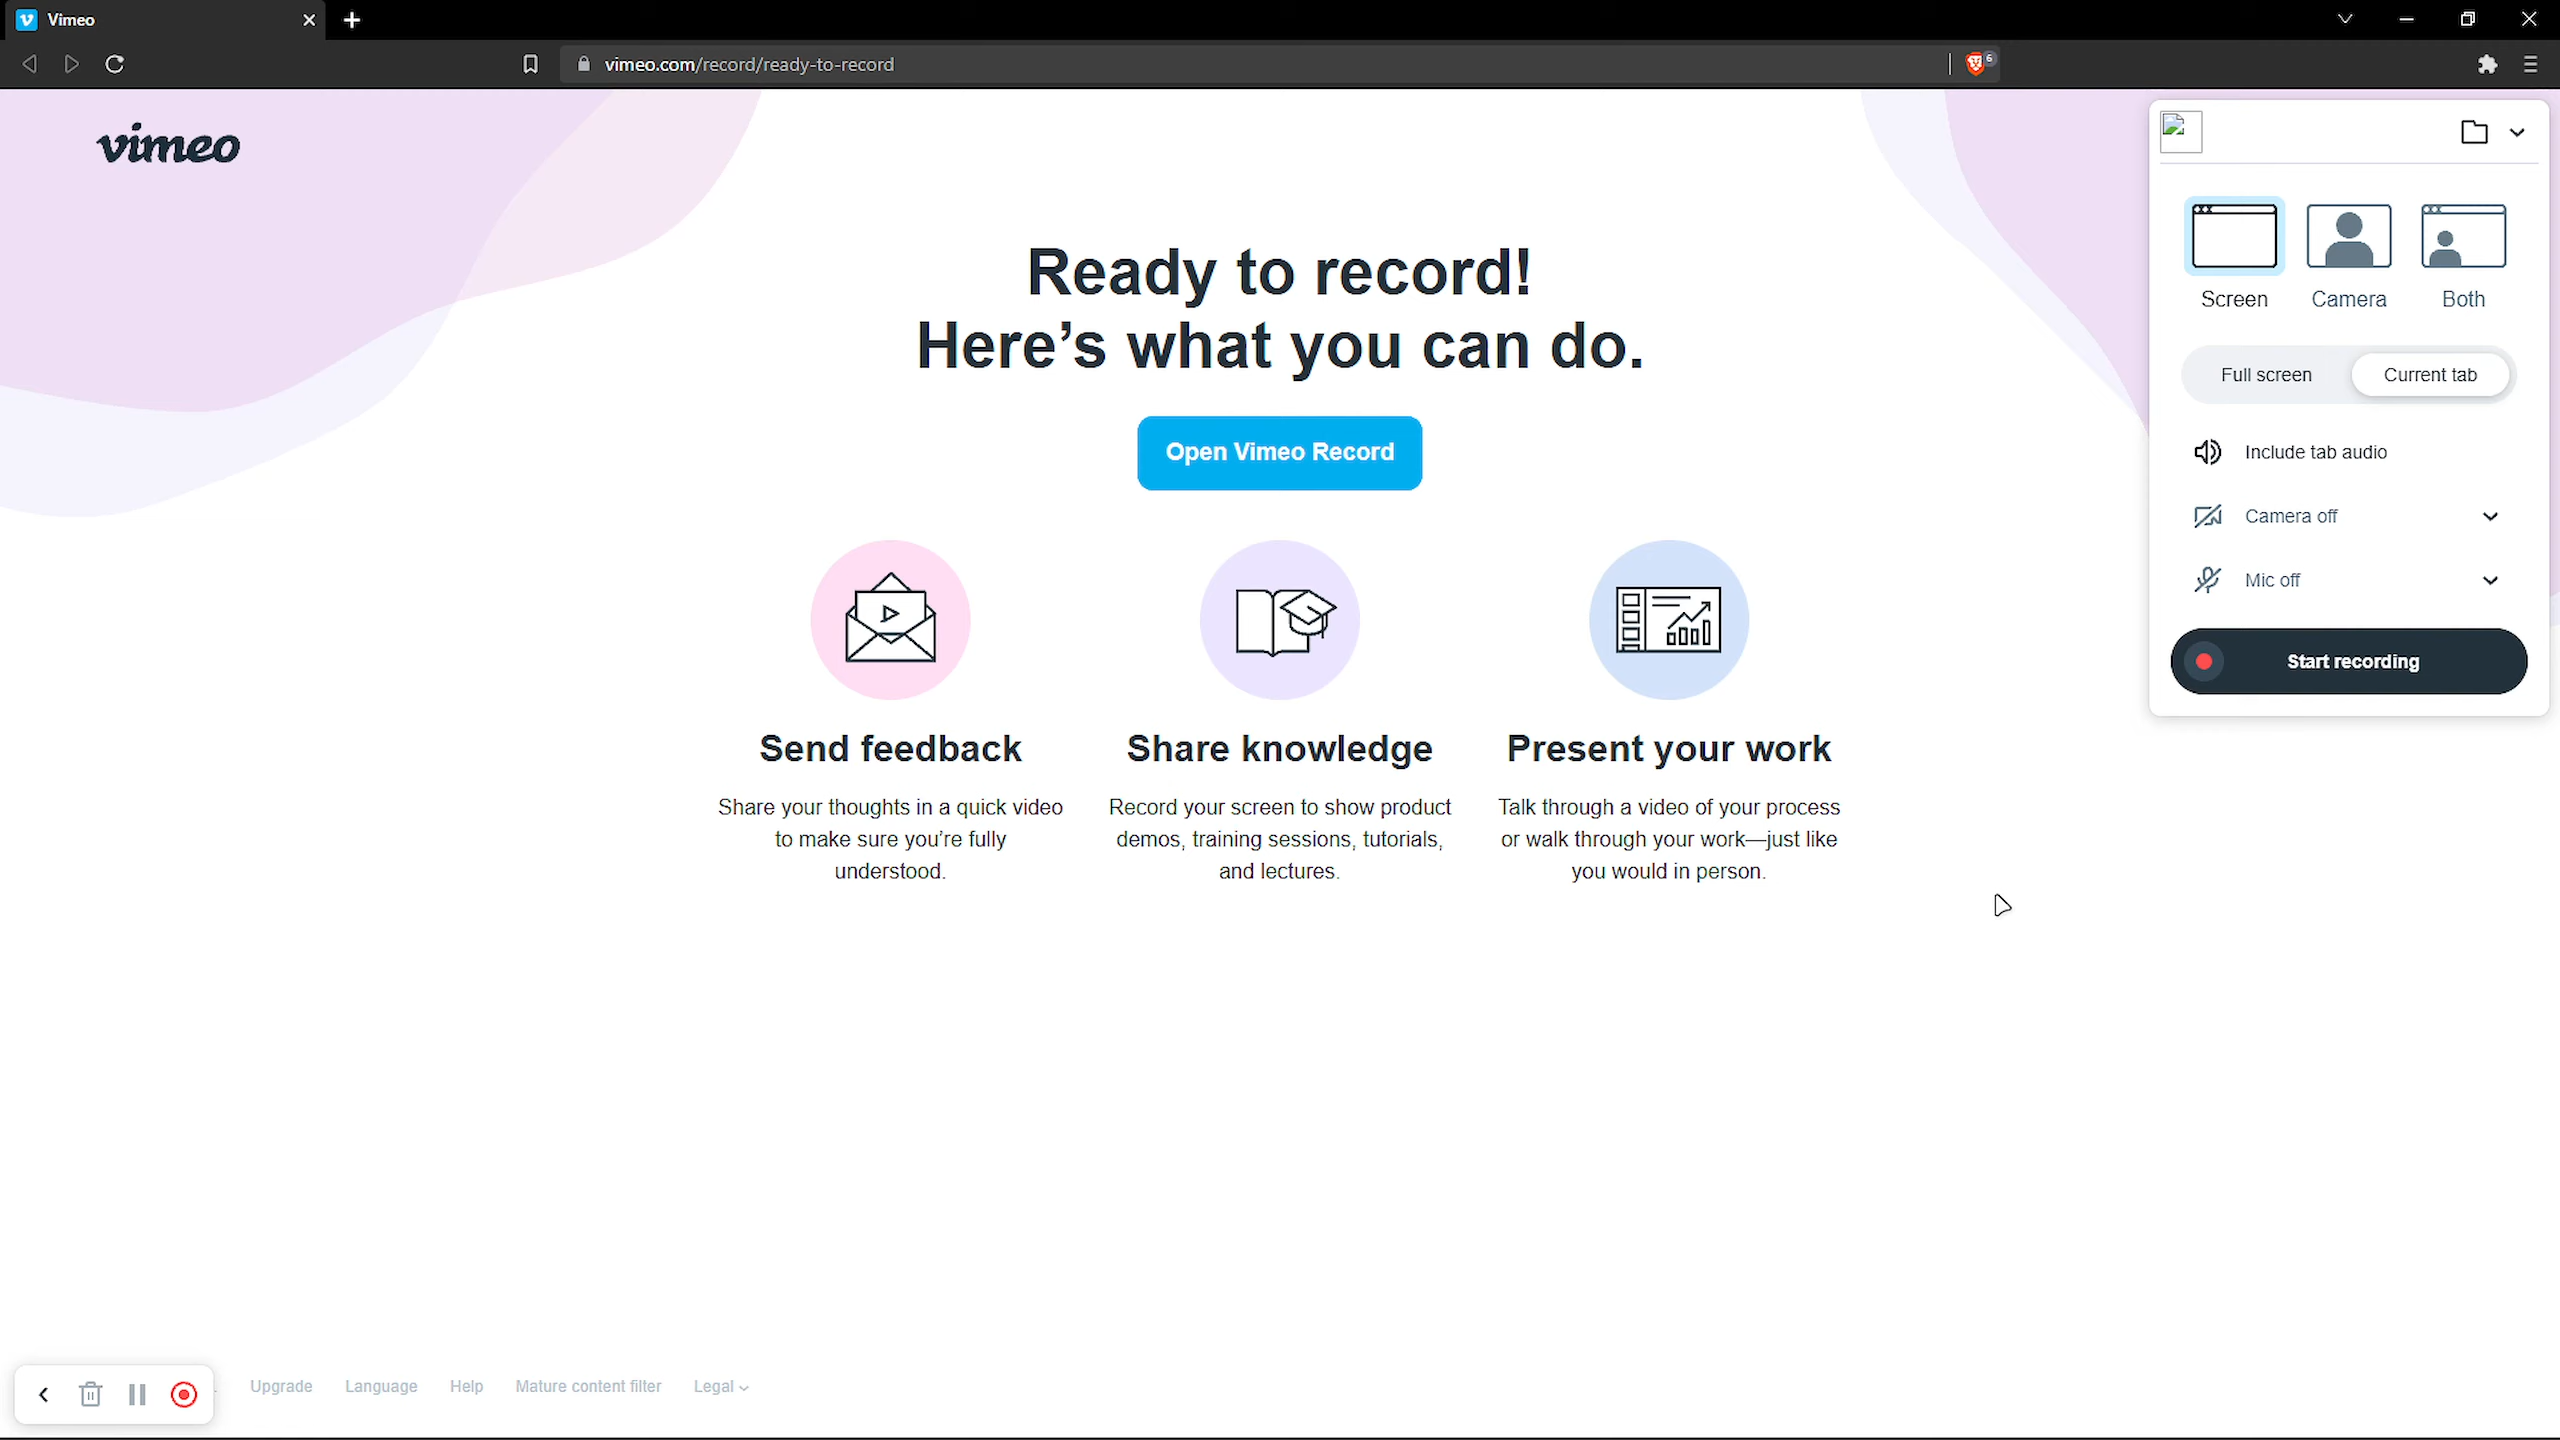 Vimeo
vimeo.com/record/ready-to-record
6
vimeo
Ready to record!
Here’s what you can do.
Open Vimeo Record
Send feedback
Share your thoughts in a quick video
to make sure you’re fully
understood.
Share knowledge
Record your screen to show product
demos, training sessions, tutorials,
and lectures.
Present your work
Talk through a video of your process
or walk through your work—just like
you would in person.
Screen
Camera
Both
Full screen
Current tab
Include tab audio
Camera off
Mic off
Start recording
Upgrade
Language
Help
Mature content filter
Legal